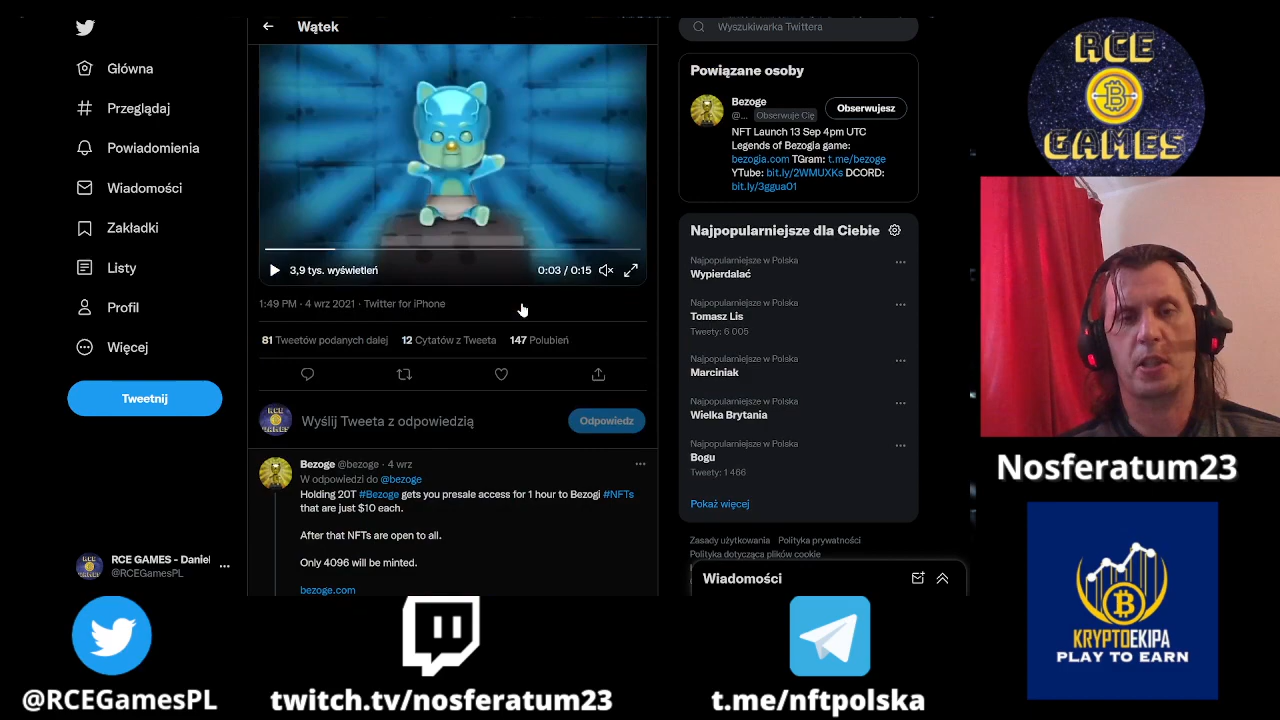 Wątek
Główna
Przeglądaj
Powiadomienia
Wiadomości
Zakładki
Listy
Profil
Więcej
Tweetnij
RCE GAMES - Daniel
@RCEGamesPL
3,9 tys. wyświetleń
0:03 / 0:15
1:49 PM · 4 wrz 2021 · Twitter for iPhone
81 Tweetów podanych dalej 12 Cytatów z Tweeta 147 Polubień
Wyślij Tweeta z odpowiedzią
Odpowiedz
Bezoge @bezoge · 4 wrz
W odpowiedzi do @bezoge
Holding 20T #Bezoge gets you presale access for 1 hour to Bezogi #NFTs
that are just $10 each.
After that NFTs are open to all.
Only 4096 will be minted.
bezoge.com
Wyszukiwarka Twittera
Powiązane osoby
Bezoge
@... Obserwuje Cię
Obserwujesz
NFT Launch 13 Sep 4pm UTC
Legends of Bezogia game:
bezogia.com TGram: t.me/bezoge
YTube: bit.ly/2WMUXKs DCORD:
bit.ly/3ggua01
Najpopularniejsze dla Ciebie
Najpopularniejsze w Polska
Wypierdalać
Najpopularniejsze w Polska
Tomasz Lis
Tweety: 6 005
Najpopularniejsze w Polska
Marciniak
Najpopularniejsze w Polska
Wielka Brytania
Najpopularniejsze w Polska
Bogu
Tweety: 1 466
Pokaż więcej
Zasady użytkowania Polityka prywatności
Polityka dotycząca plików cookie
Wiadomości
RCE
GAMES
Nosferatum23
KRYPTOEKIPA
PLAY TO EARN
@RCEGamesPL
twitch.tv/nosferatum23
t.me/nftpolska